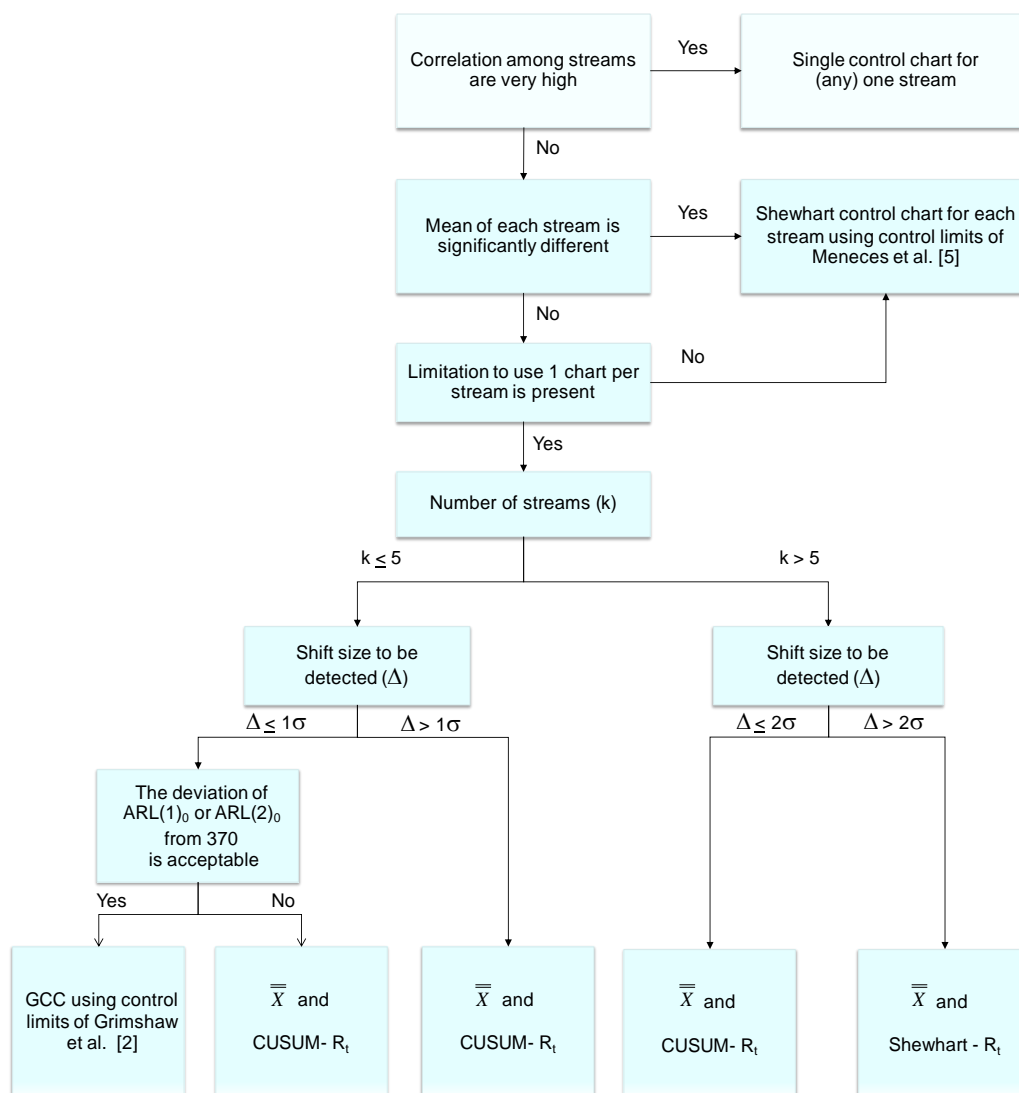 Correlation among streams
are very high
Yes
Single control chart for
(any) one stream
No
Mean of each stream is
significantly different
Yes
Shewhart control chart for each
stream using control limits of
Meneces et al. [5]
No
Limitation to use 1 chart per
stream is present
No
Yes
Number of streams (k)
k ≤ 5
k > 5
Shift size to be
detected (Δ)
Shift size to be
detected (Δ)
Δ ≤ 1σ
Δ > 1σ
Δ ≤ 2σ
Δ > 2σ
The deviation of
ARL(1)₀ or ARL(2)₀
from 370
is acceptable
Yes
No
GCC using control
limits of Grimshaw
et al. [2]
X̿ and
CUSUM- Rₜ
X̿ and
CUSUM- Rₜ
X̿ and
CUSUM- Rₜ
X̿ and
Shewhart - Rₜ